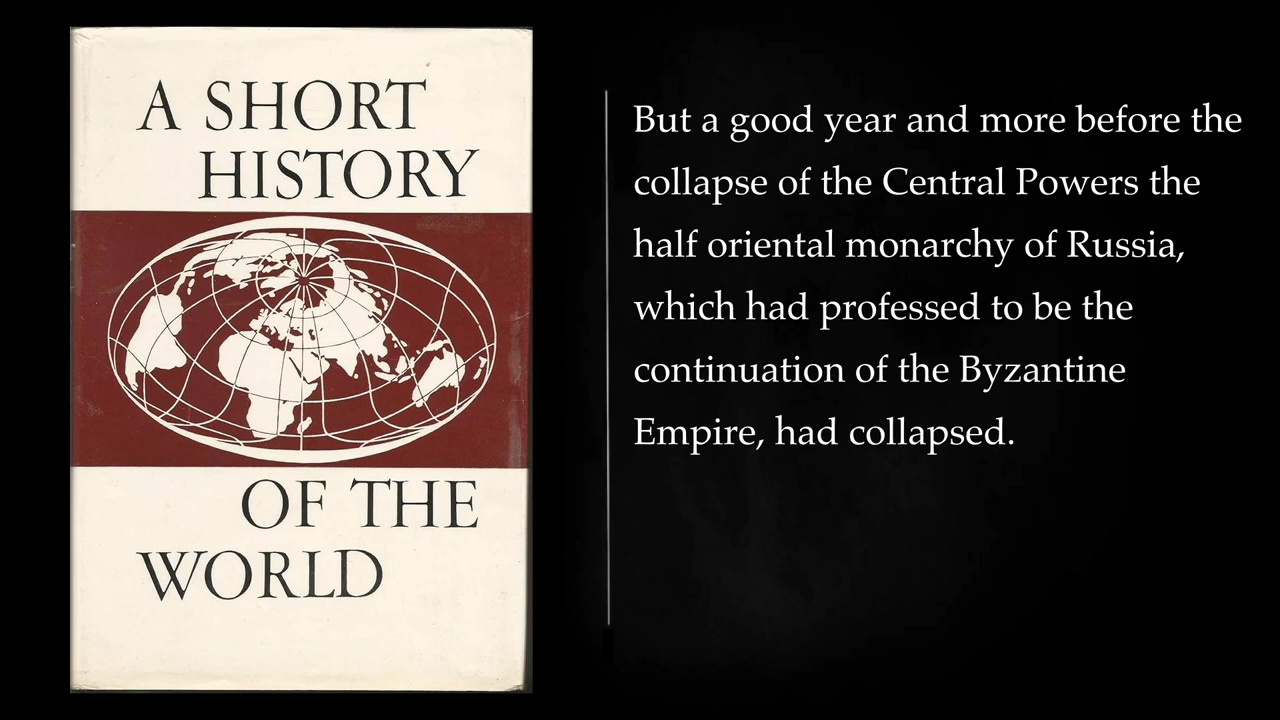 A SHORT
HISTORY
OF THE
WORLD
But a good year and more before the
collapse of the Central Powers the
half oriental monarchy of Russia,
which had professed to be the
continuation of the Byzantine
Empire, had collapsed.